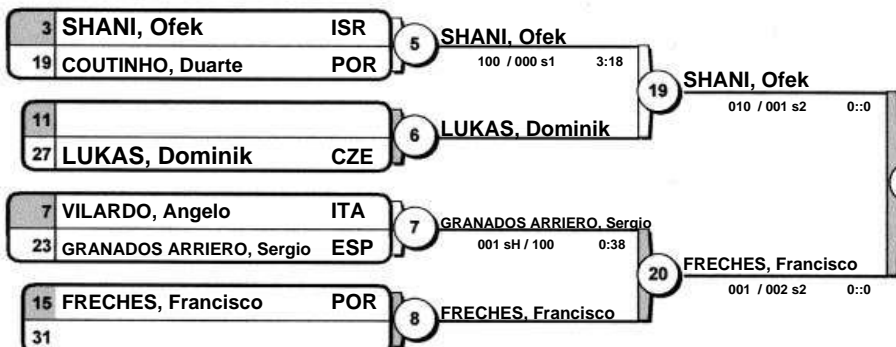 3 SHANI, Ofek ISR
19 COUTINHO, Duarte POR
5
SHANI, Ofek
100 / 000 s1 3:18
11
27 LUKAS, Dominik CZE
6
LUKAS, Dominik
19
SHANI, Ofek
010 / 001 s2 0::0
7 VILARDO, Angelo ITA
23 GRANADOS ARRIERO, Sergio ESP
7
GRANADOS ARRIERO, Sergio
001 sH / 100 0:38
15 FRECHES, Francisco POR
31
8
FRECHES, Francisco
20
FRECHES, Francisco
001 / 002 s2 0::0